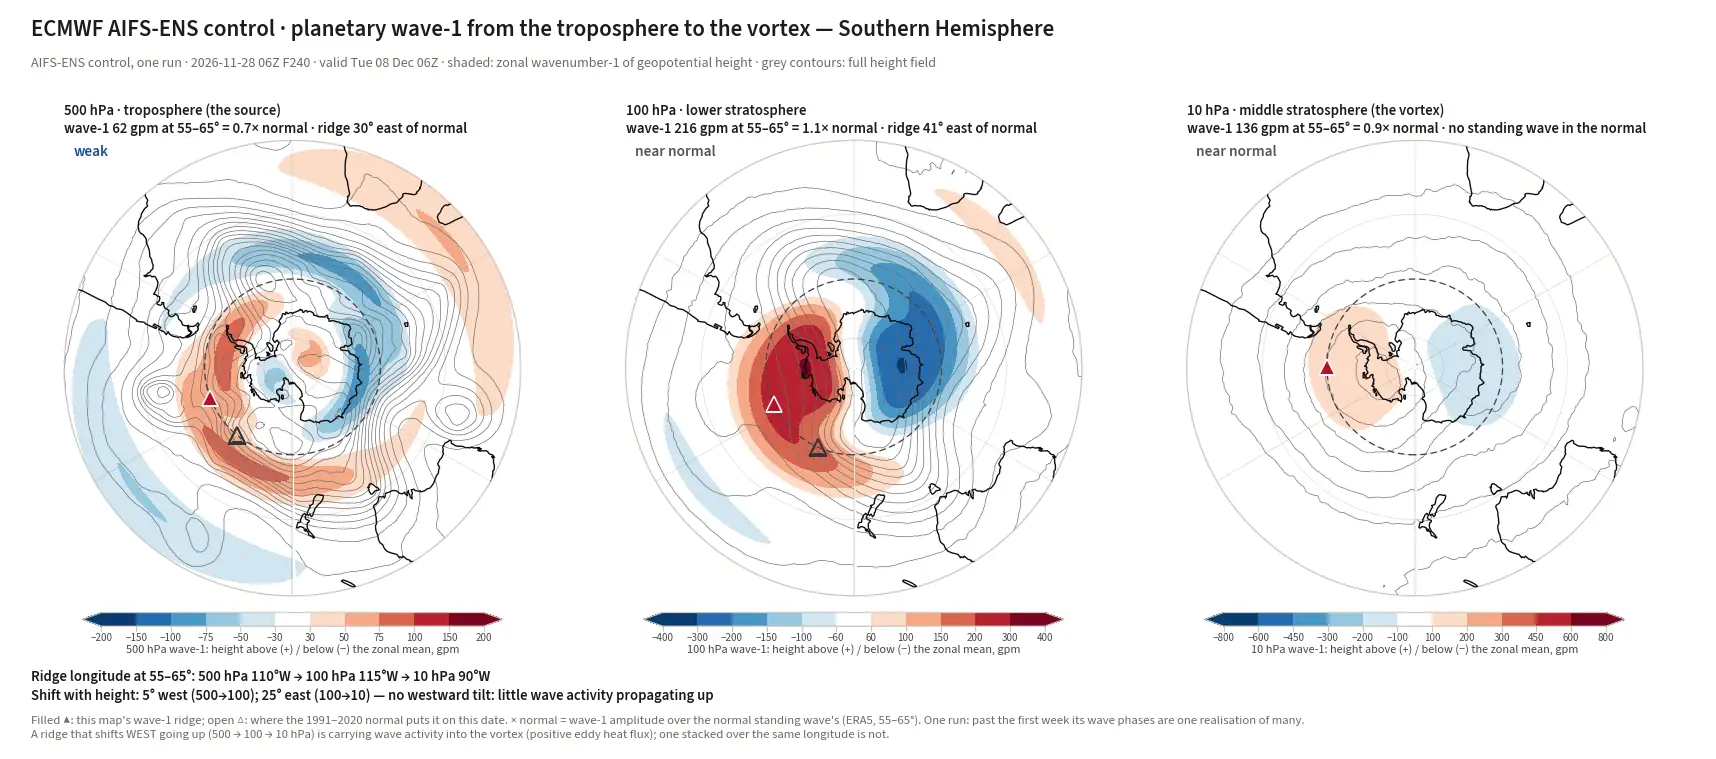 ECMWF AIFS-ENS control · planetary wave-1 from the troposphere to the vortex — Southern Hemisphere
AIFS-ENS control, one run · 2026-11-28 06Z F240 · valid Tue 08 Dec 06Z · shaded: zonal wavenumber-1 of geopotential height · grey contours: full height field
500 hPa · troposphere (the source)
wave-1 62 gpm at 55–65° = 0.7× normal · ridge 30° east of normal
weak
100 hPa · lower stratosphere
wave-1 216 gpm at 55–65° = 1.1× normal · ridge 41° east of normal
near normal
10 hPa · middle stratosphere (the vortex)
wave-1 136 gpm at 55–65° = 0.9× normal · no standing wave in the normal
near normal
−200 −150 −100 −75 −50 −30 30 50 75 100 150 200
500 hPa wave-1: height above (+) / below (−) the zonal mean, gpm
−400 −300 −200 −150 −100 −60 60 100 150 200 300 400
100 hPa wave-1: height above (+) / below (−) the zonal mean, gpm
−800 −600 −450 −300 −200 −100 100 200 300 450 600 800
10 hPa wave-1: height above (+) / below (−) the zonal mean, gpm
Ridge longitude at 55–65°: 500 hPa 110°W → 100 hPa 115°W → 10 hPa 90°W
Shift with height: 5° west (500→100); 25° east (100→10) — no westward tilt: little wave activity propagating up
Filled ▲: this map's wave-1 ridge; open △: where the 1991–2020 normal puts it on this date. × normal = wave-1 amplitude over the normal standing wave's (ERA5, 55–65°). One run: past the first week its wave phases are one realisation of many.
A ridge that shifts WEST going up (500 → 100 → 10 hPa) is carrying wave activity into the vortex (positive eddy heat flux); one stacked over the same longitude is not.